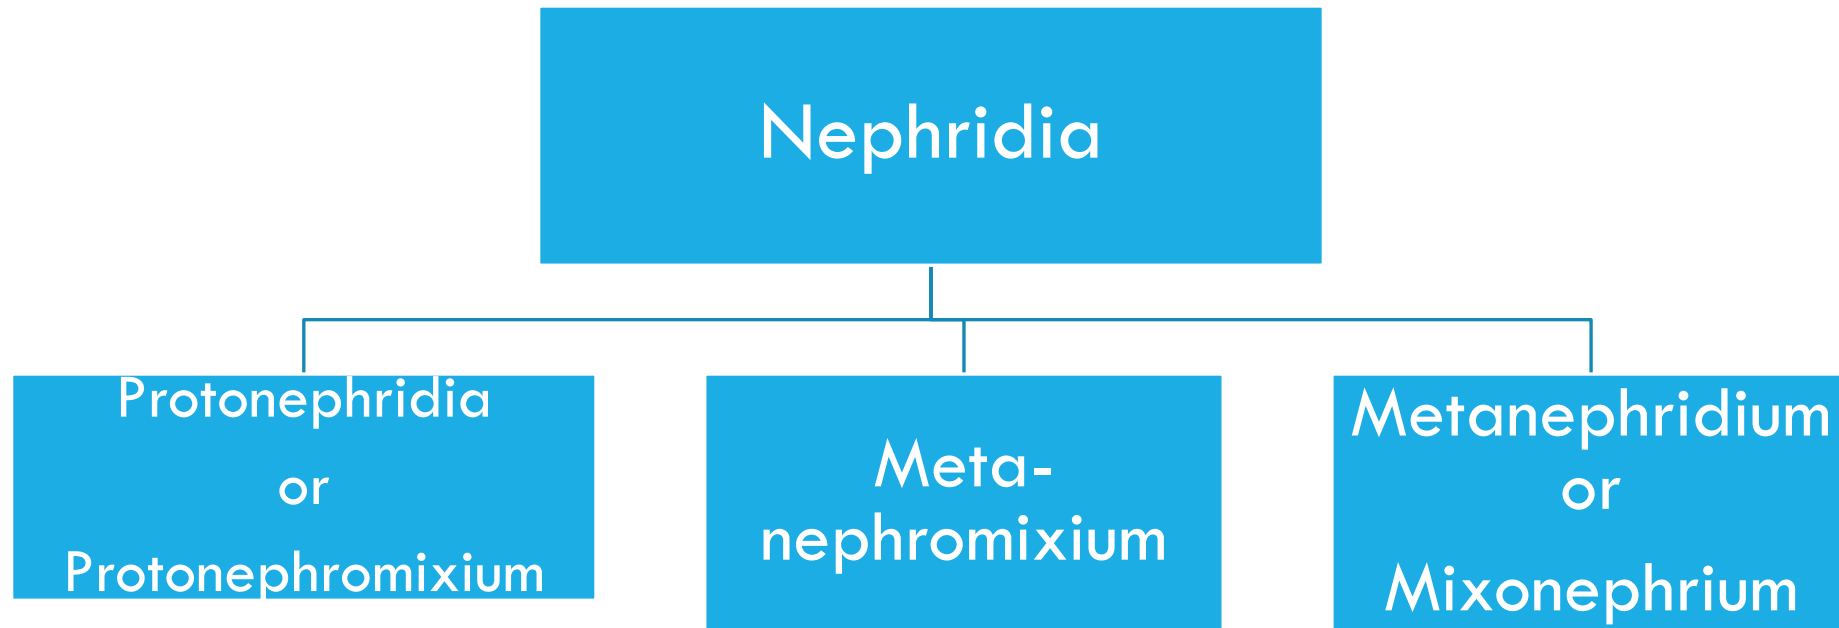 Nephridia
Protonephridia
or
Protonephromixium
Meta-
nephromixium
Metanephridium
or
Mixonephrium